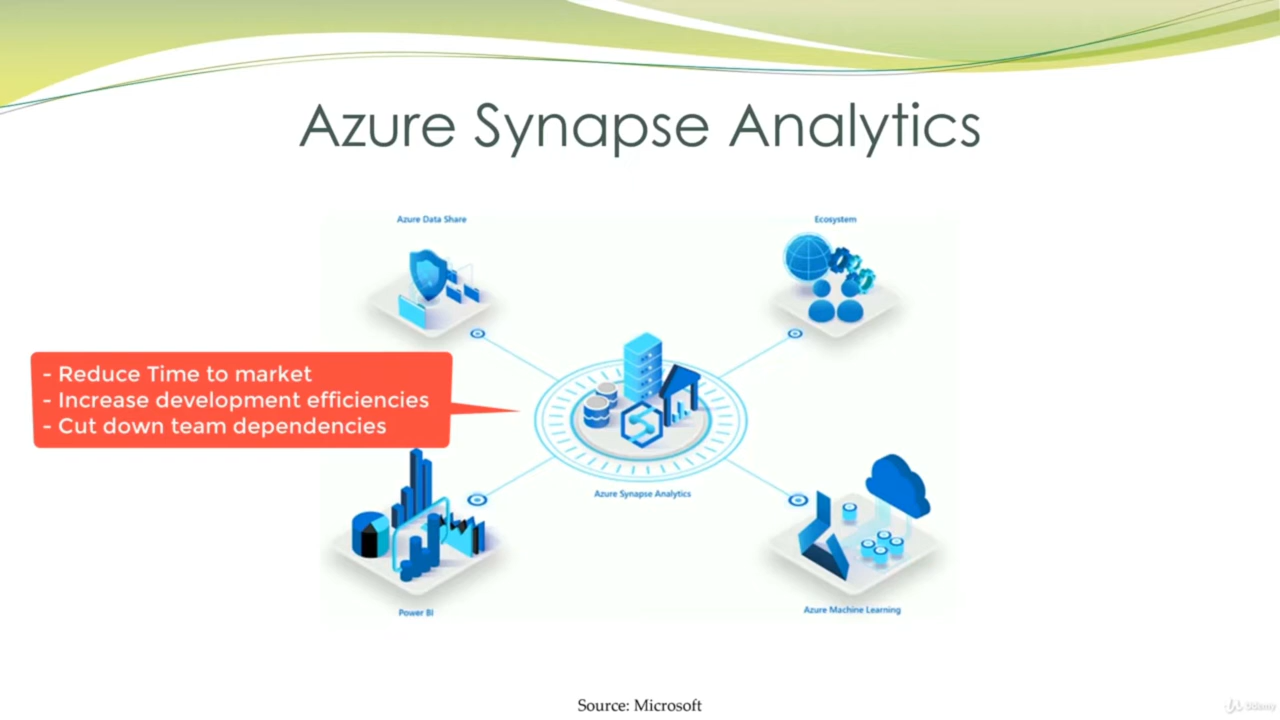 Azure Synapse Analytics
Azure Data Share
Ecosystem
- Reduce Time to market
- Increase development efficiencies
- Cut down team dependencies
Azure Synapse Analytics
Power BI
Azure Machine Learning
Source: Microsoft
Udemy